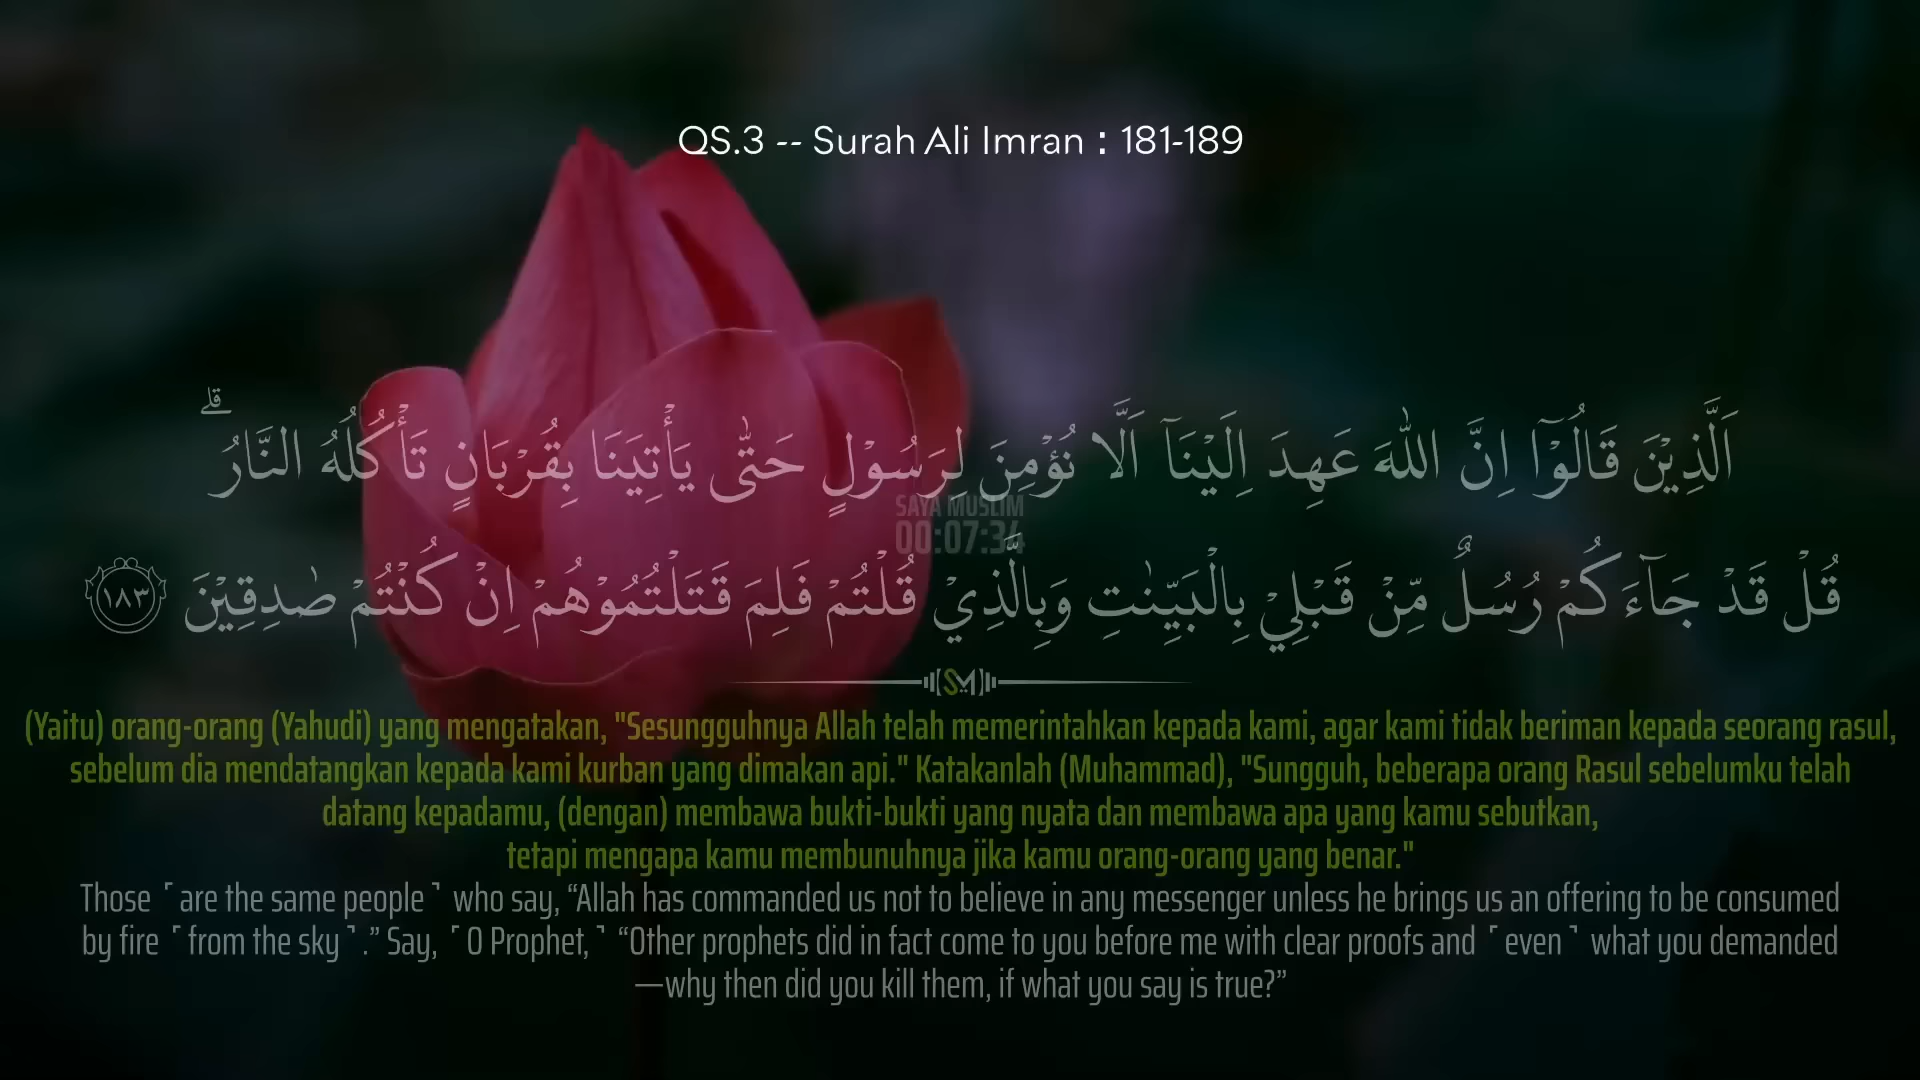 QS.3 -- Surah Ali Imran : 181-189
اَلَّذِيْنَ قَالُوْٓا اِنَّ اللّٰهَ عَهِدَ اِلَيْنَآ اَلَّا نُؤْمِنَ لِرَسُوْلٍ حَتّٰى يَأْتِيَنَا بِقُرْبَانٍ تَأْكُلُهُ النَّارُ ۗ
SAYA MUSLIM
00:07:34
قُلْ قَدْ جَآءَكُمْ رُسُلٌ مِّنْ قَبْلِيْ بِالْبَيِّنٰتِ وَبِالَّذِيْ قُلْتُمْ فَلِمَ قَتَلْتُمُوْهُمْ اِنْ كُنْتُمْ صٰدِقِيْنَ ١٨٣
SM
(Yaitu) orang-orang (Yahudi) yang mengatakan, "Sesungguhnya Allah telah memerintahkan kepada kami, agar kami tidak beriman kepada seorang rasul,
sebelum dia mendatangkan kepada kami kurban yang dimakan api." Katakanlah (Muhammad), "Sungguh, beberapa orang Rasul sebelumku telah
datang kepadamu, (dengan) membawa bukti-bukti yang nyata dan membawa apa yang kamu sebutkan,
tetapi mengapa kamu membunuhnya jika kamu orang-orang yang benar."
Those ˹are the same people˺ who say, “Allah has commanded us not to believe in any messenger unless he brings us an offering to be consumed
by fire ˹from the sky˺.” Say, ˹O Prophet,˺ “Other prophets did in fact come to you before me with clear proofs and ˹even˺ what you demanded
—why then did you kill them, if what you say is true?”